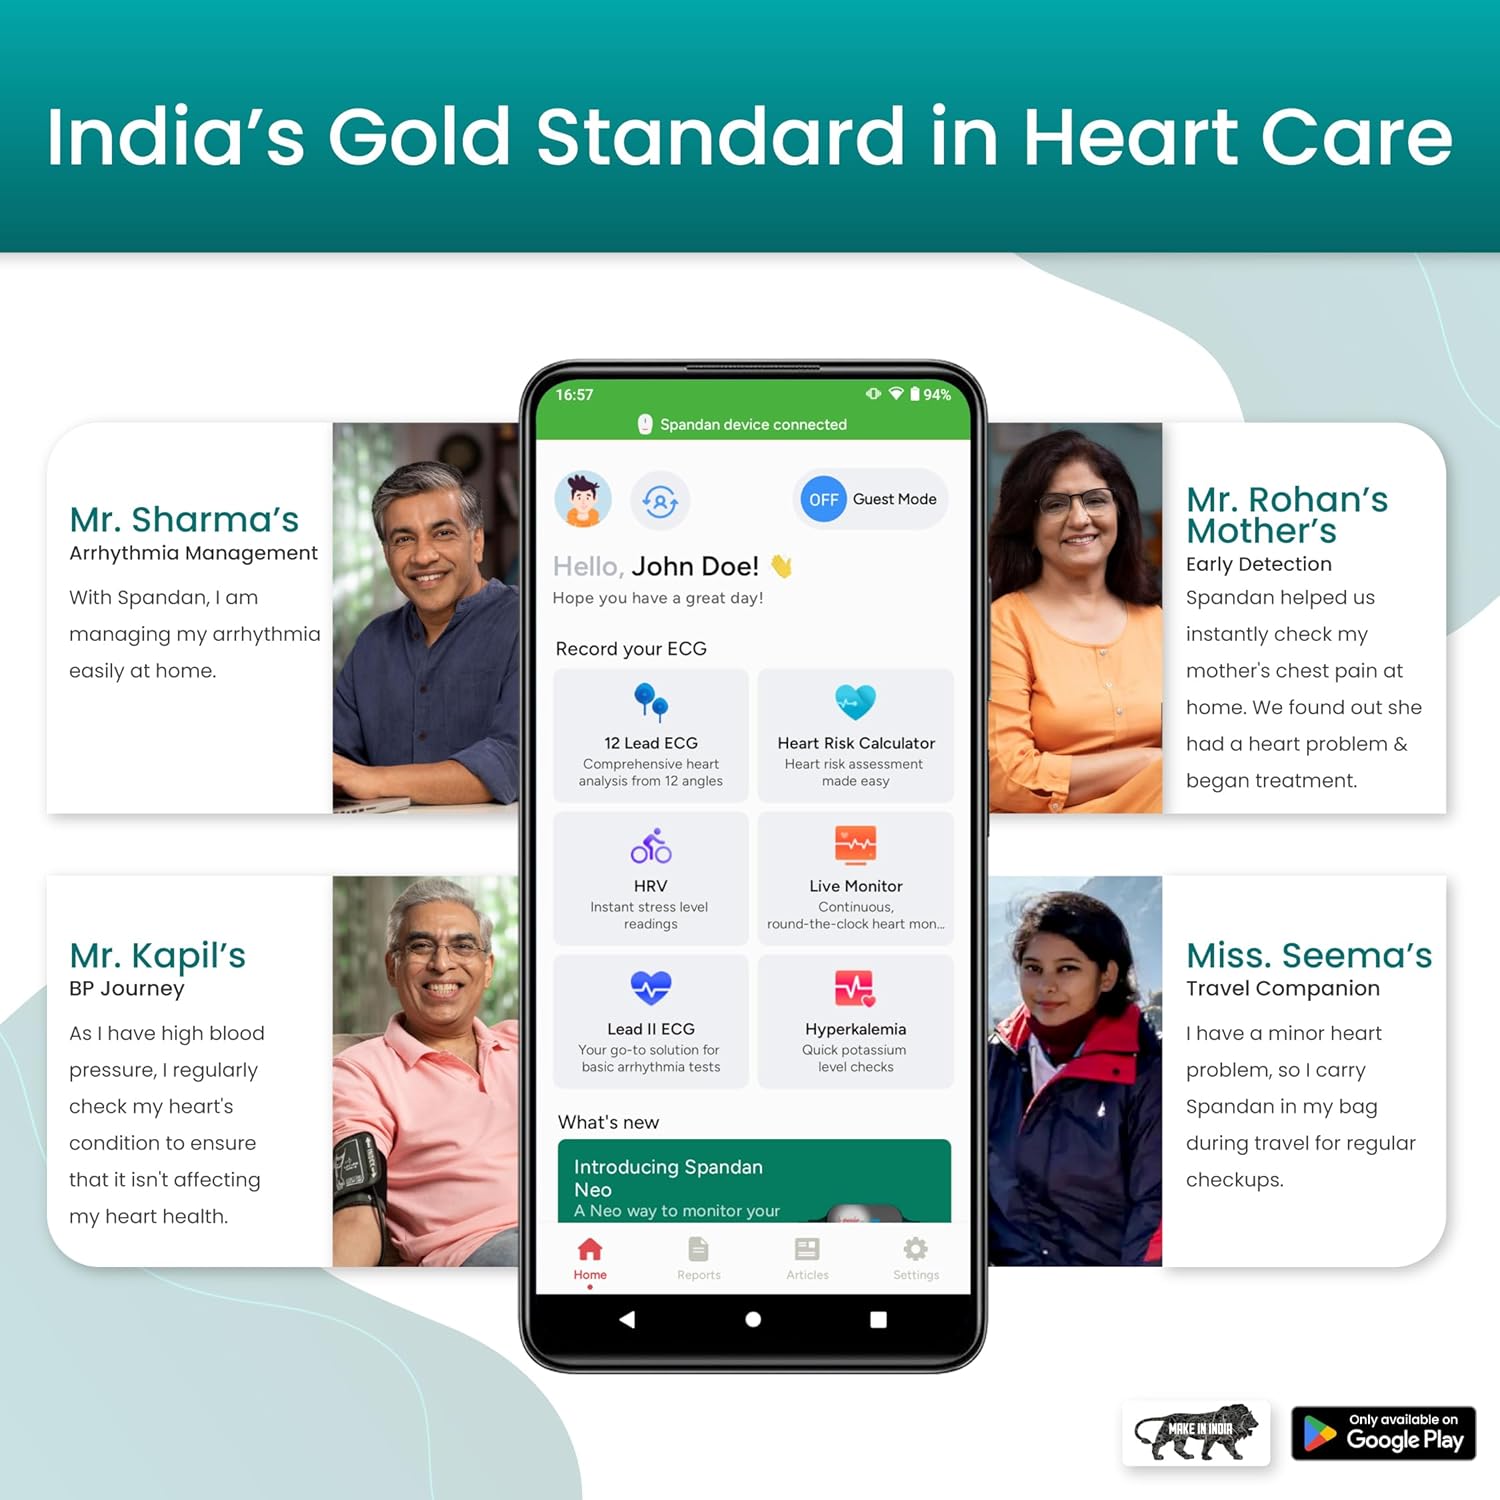 India's Gold Standard in Heart Care
Mr. Sharma's
Arrhythmia Management
With Spandan, I am
managing my arrhythmia
easily at home.
Mr. Kapil's
BP Journey
As I have high blood
pressure, I regularly
check my heart's
condition to ensure
that it isn't affecting
my heart health.
16:57
94%
Spandan device connected
OFF Guest Mode
Hello, John Doe! 👋
Hope you have a great day!
Record your ECG
12 Lead ECG
Comprehensive heart
analysis from 12 angles
Heart Risk Calculator
Heart risk assessment
made easy
HRV
Instant stress level
readings
Live Monitor
Continuous,
round-the-clock heart mon...
Lead II ECG
Your go-to solution for
basic arrhythmia tests
Hyperkalemia
Quick potassium
level checks
What's new
Introducing Spandan
Neo
A Neo way to monitor your
Home
Reports
Articles
Settings
Mr. Rohan's
Mother's
Early Detection
Spandan helped us
instantly check my
mother's chest pain at
home. We found out she
had a heart problem &
began treatment.
Miss. Seema's
Travel Companion
I have a minor heart
problem, so I carry
Spandan in my bag
during travel for regular
checkups.
MAKE IN INDIA
Only available on
Google Play